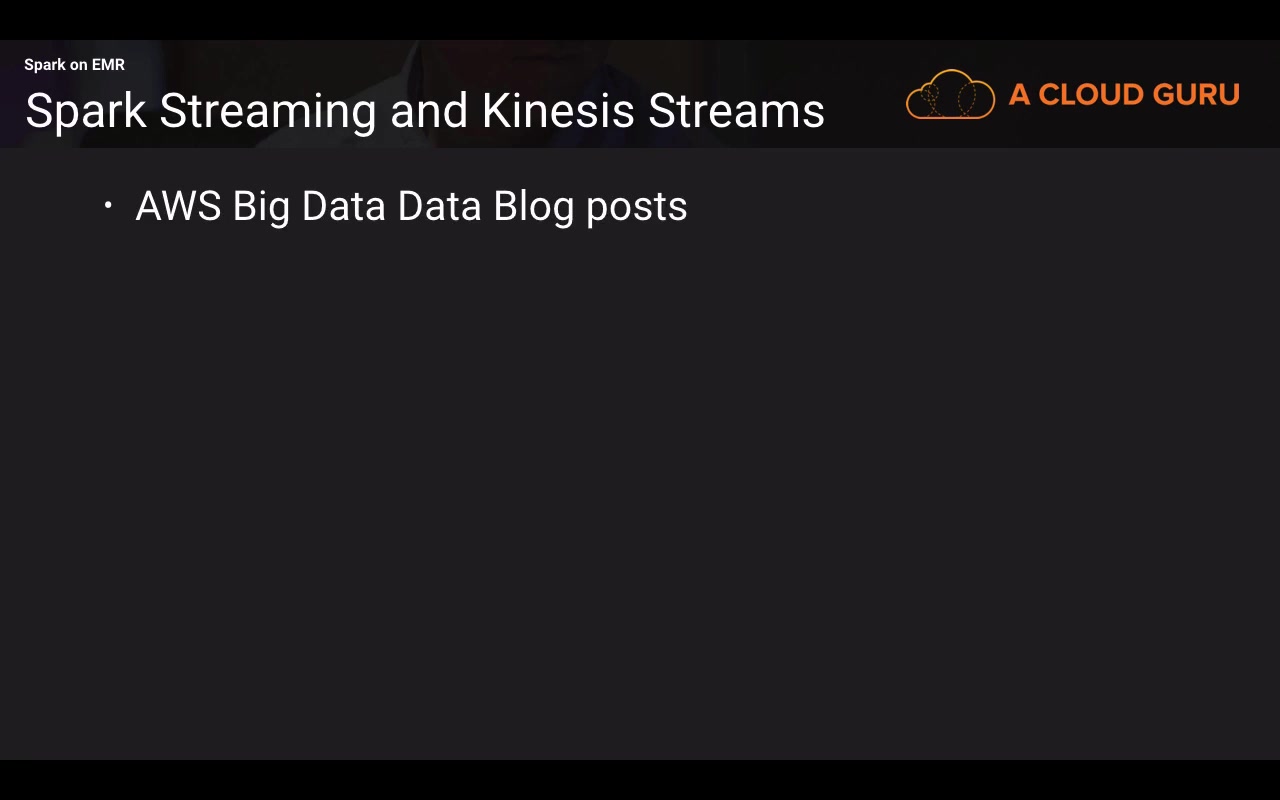 Spark on EMR
Spark Streaming and Kinesis Streams
A CLOUD GURU
• AWS Big Data Data Blog posts